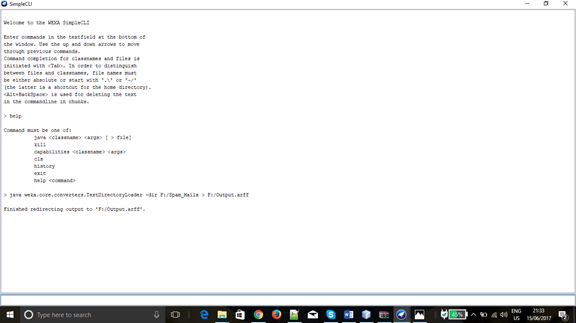 SimpleCLI
Welcome to the WEKA SimpleCLI
Enter commands in the textfield at the bottom of
the window. Use the up and down arrows to move
through previous commands.
Command completion for classnames and files is
initiated with <Tab>. In order to distinguish
between files and classnames, file names must
be either absolute or start with '.\' or '~/'
(the latter is a shortcut for the home directory).
<Alt+BackSpace> is used for deleting the text
in the commandline in chunks.
> help
Command must be one of:
java <classname> <args> [ > file]
kill
capabilities <classname> <args>
cls
history
exit
help <command>
> java weka.core.converters.TextDirectoryLoader -dir F:/Spam_Mails > F:/Output.arff
Finished redirecting output to 'F:/Output.arff'.
Type here to search
45%
ENG
US
21:33
15/06/2017